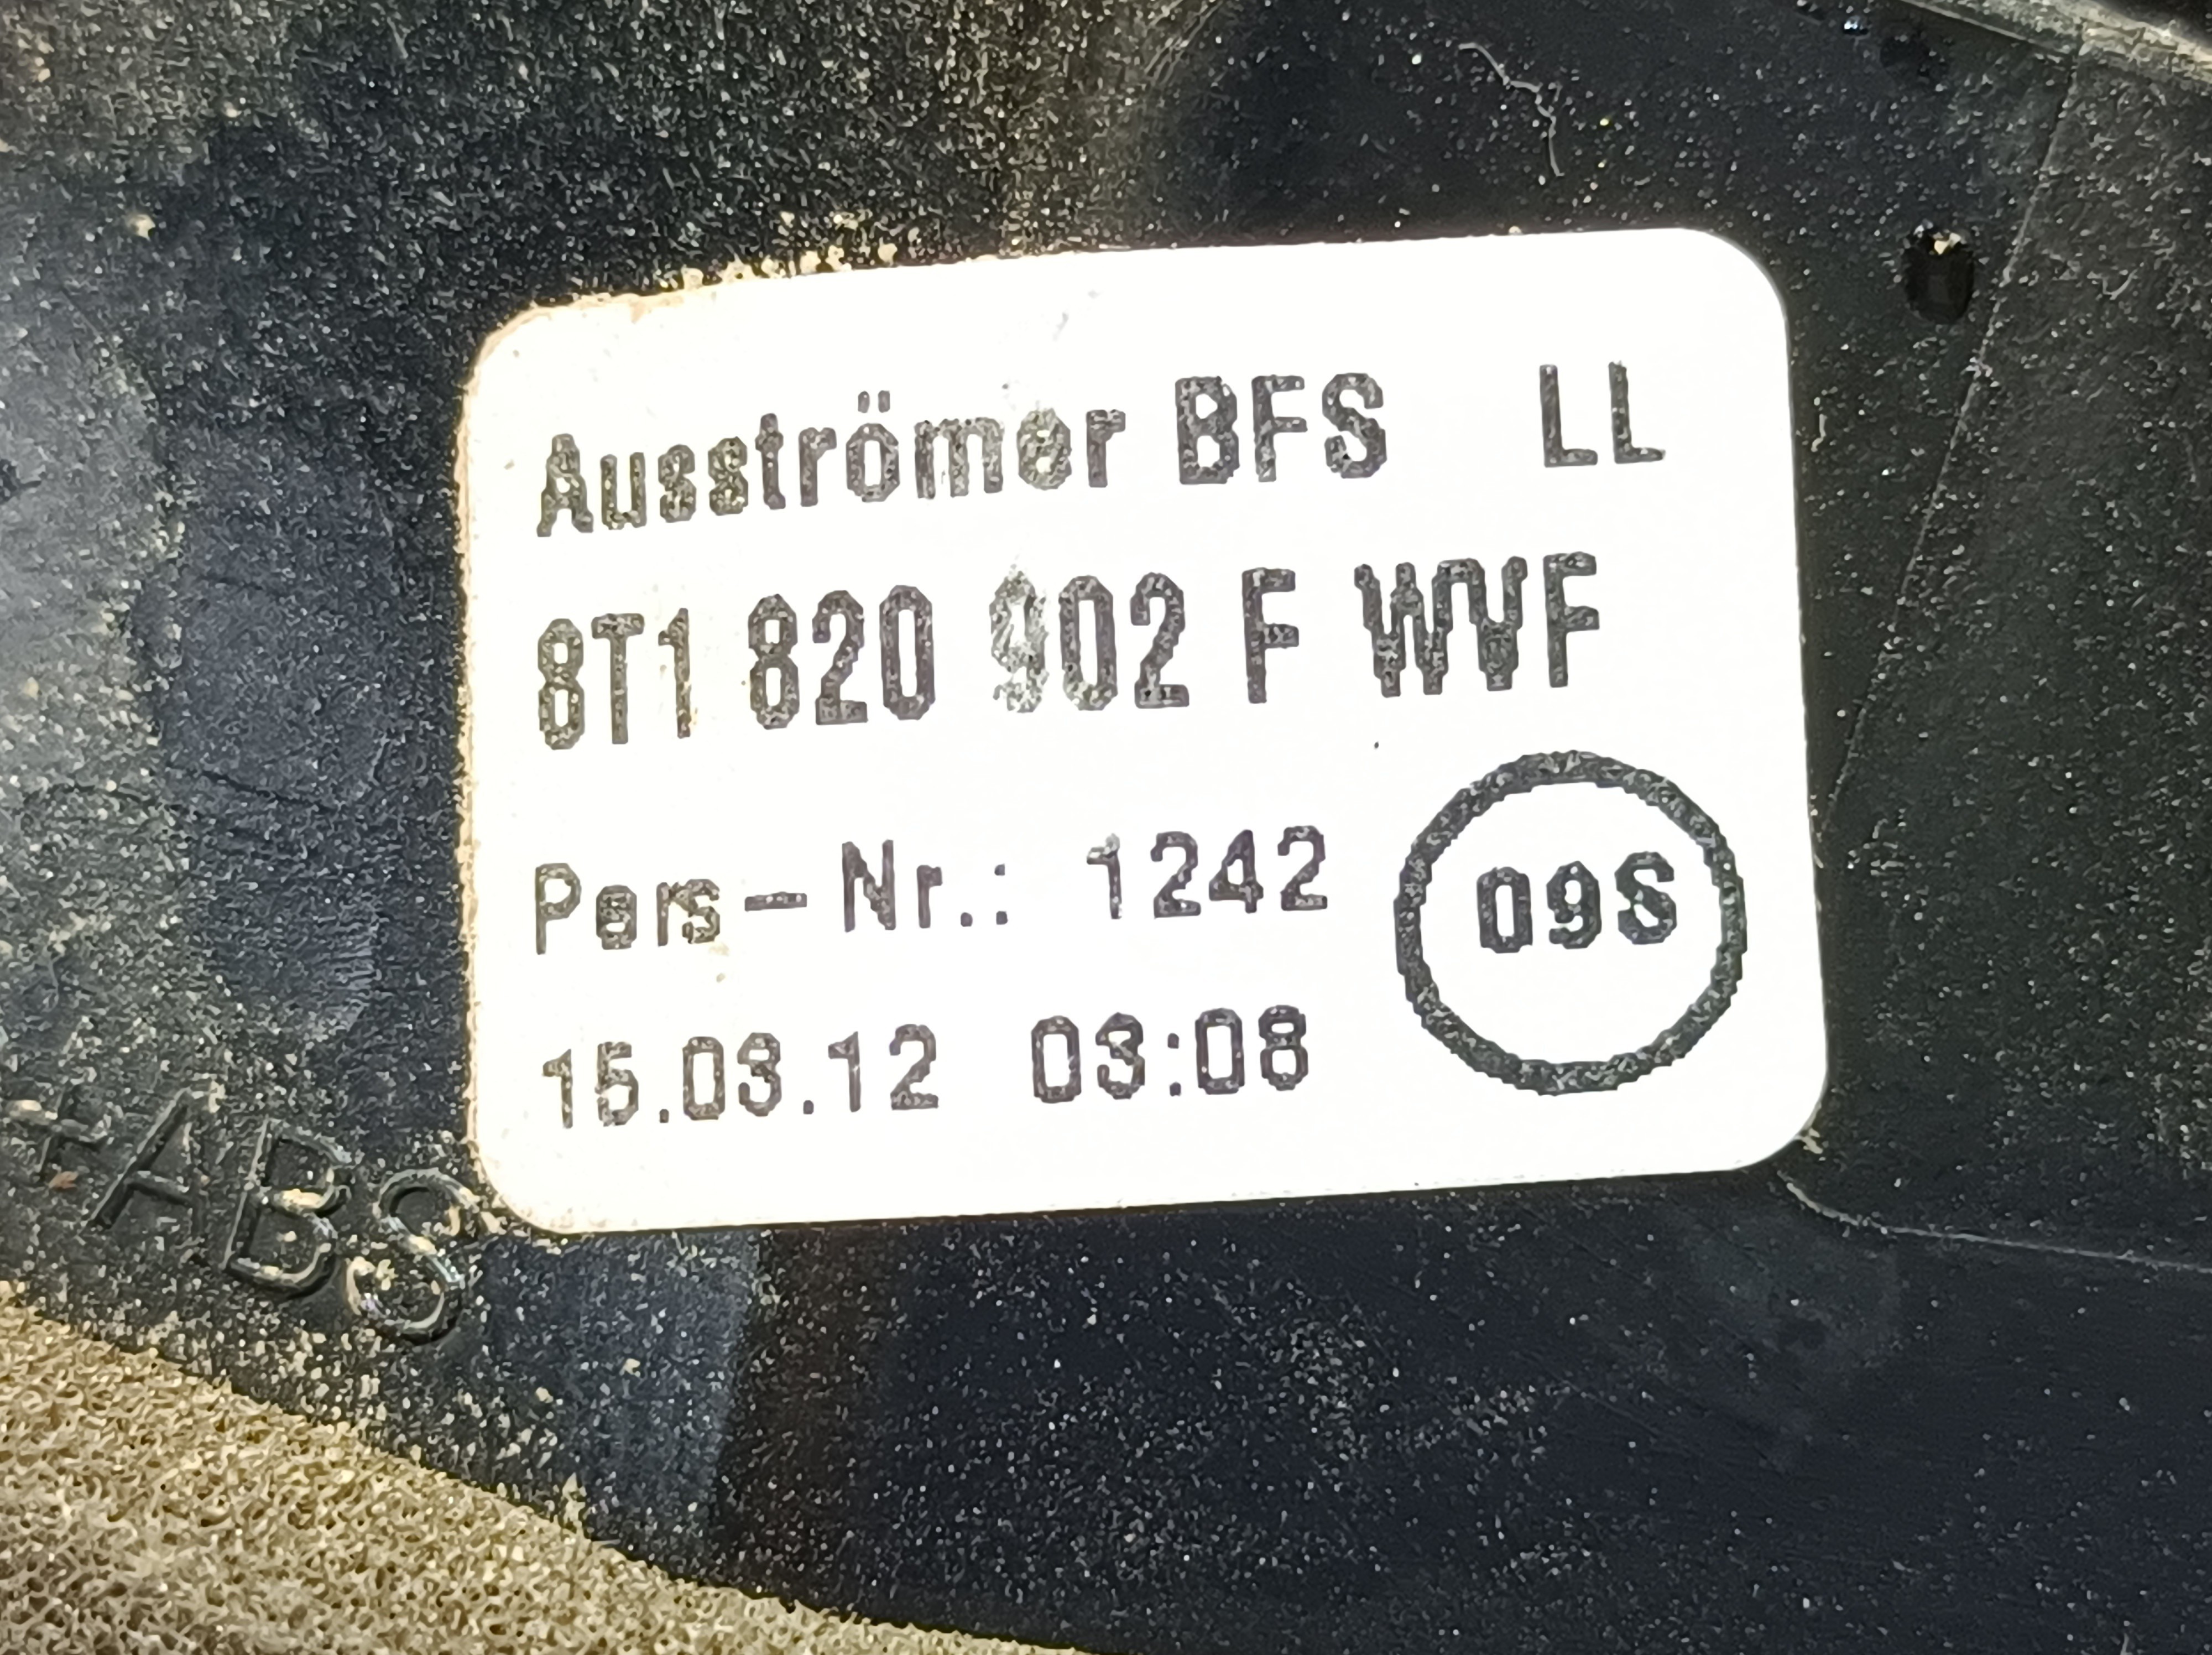 Ausströmer BFS LL
8T1 820 902 F WVF
Pers-Nr.: 1242
09S
15.03.12 03:08
+ABS